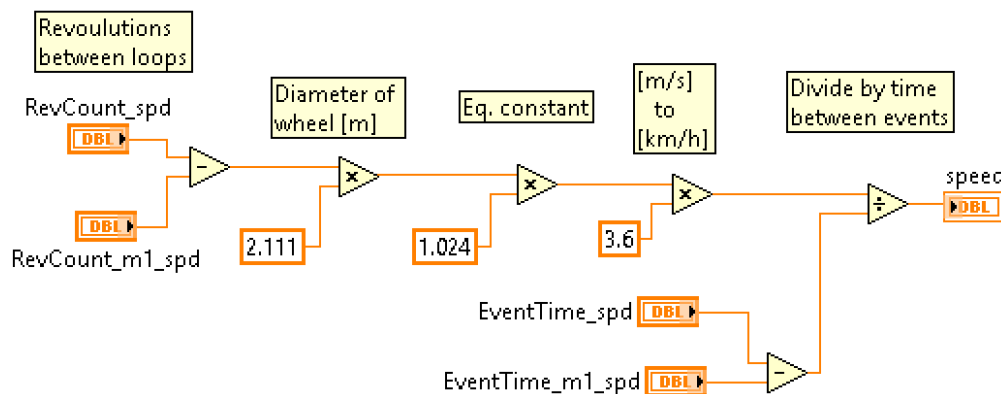 Revoulutions
between loops
Diameter of
wheel [m]
Eq. constant
[m/s]
to
[km/h]
Divide by time
between events
RevCount_spd
DBL
-
×
×
×
÷
speed
DBL
DBL
RevCount_m1_spd
2.111
1.024
3.6
EventTime_spd
DBL
-
EventTime_m1_spd
DBL